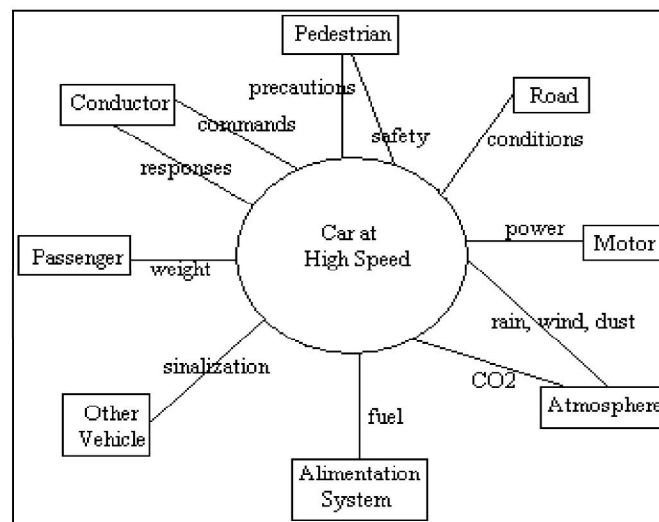 Pedestrian
precautions
Conductor
commands
Road
safety
conditions
responses
Car at
High Speed
power
Motor
Passenger
weight
rain, wind, dust
sinalization
CO2
Other
Vehicle
fuel
Atmosphere
Alimentation
System